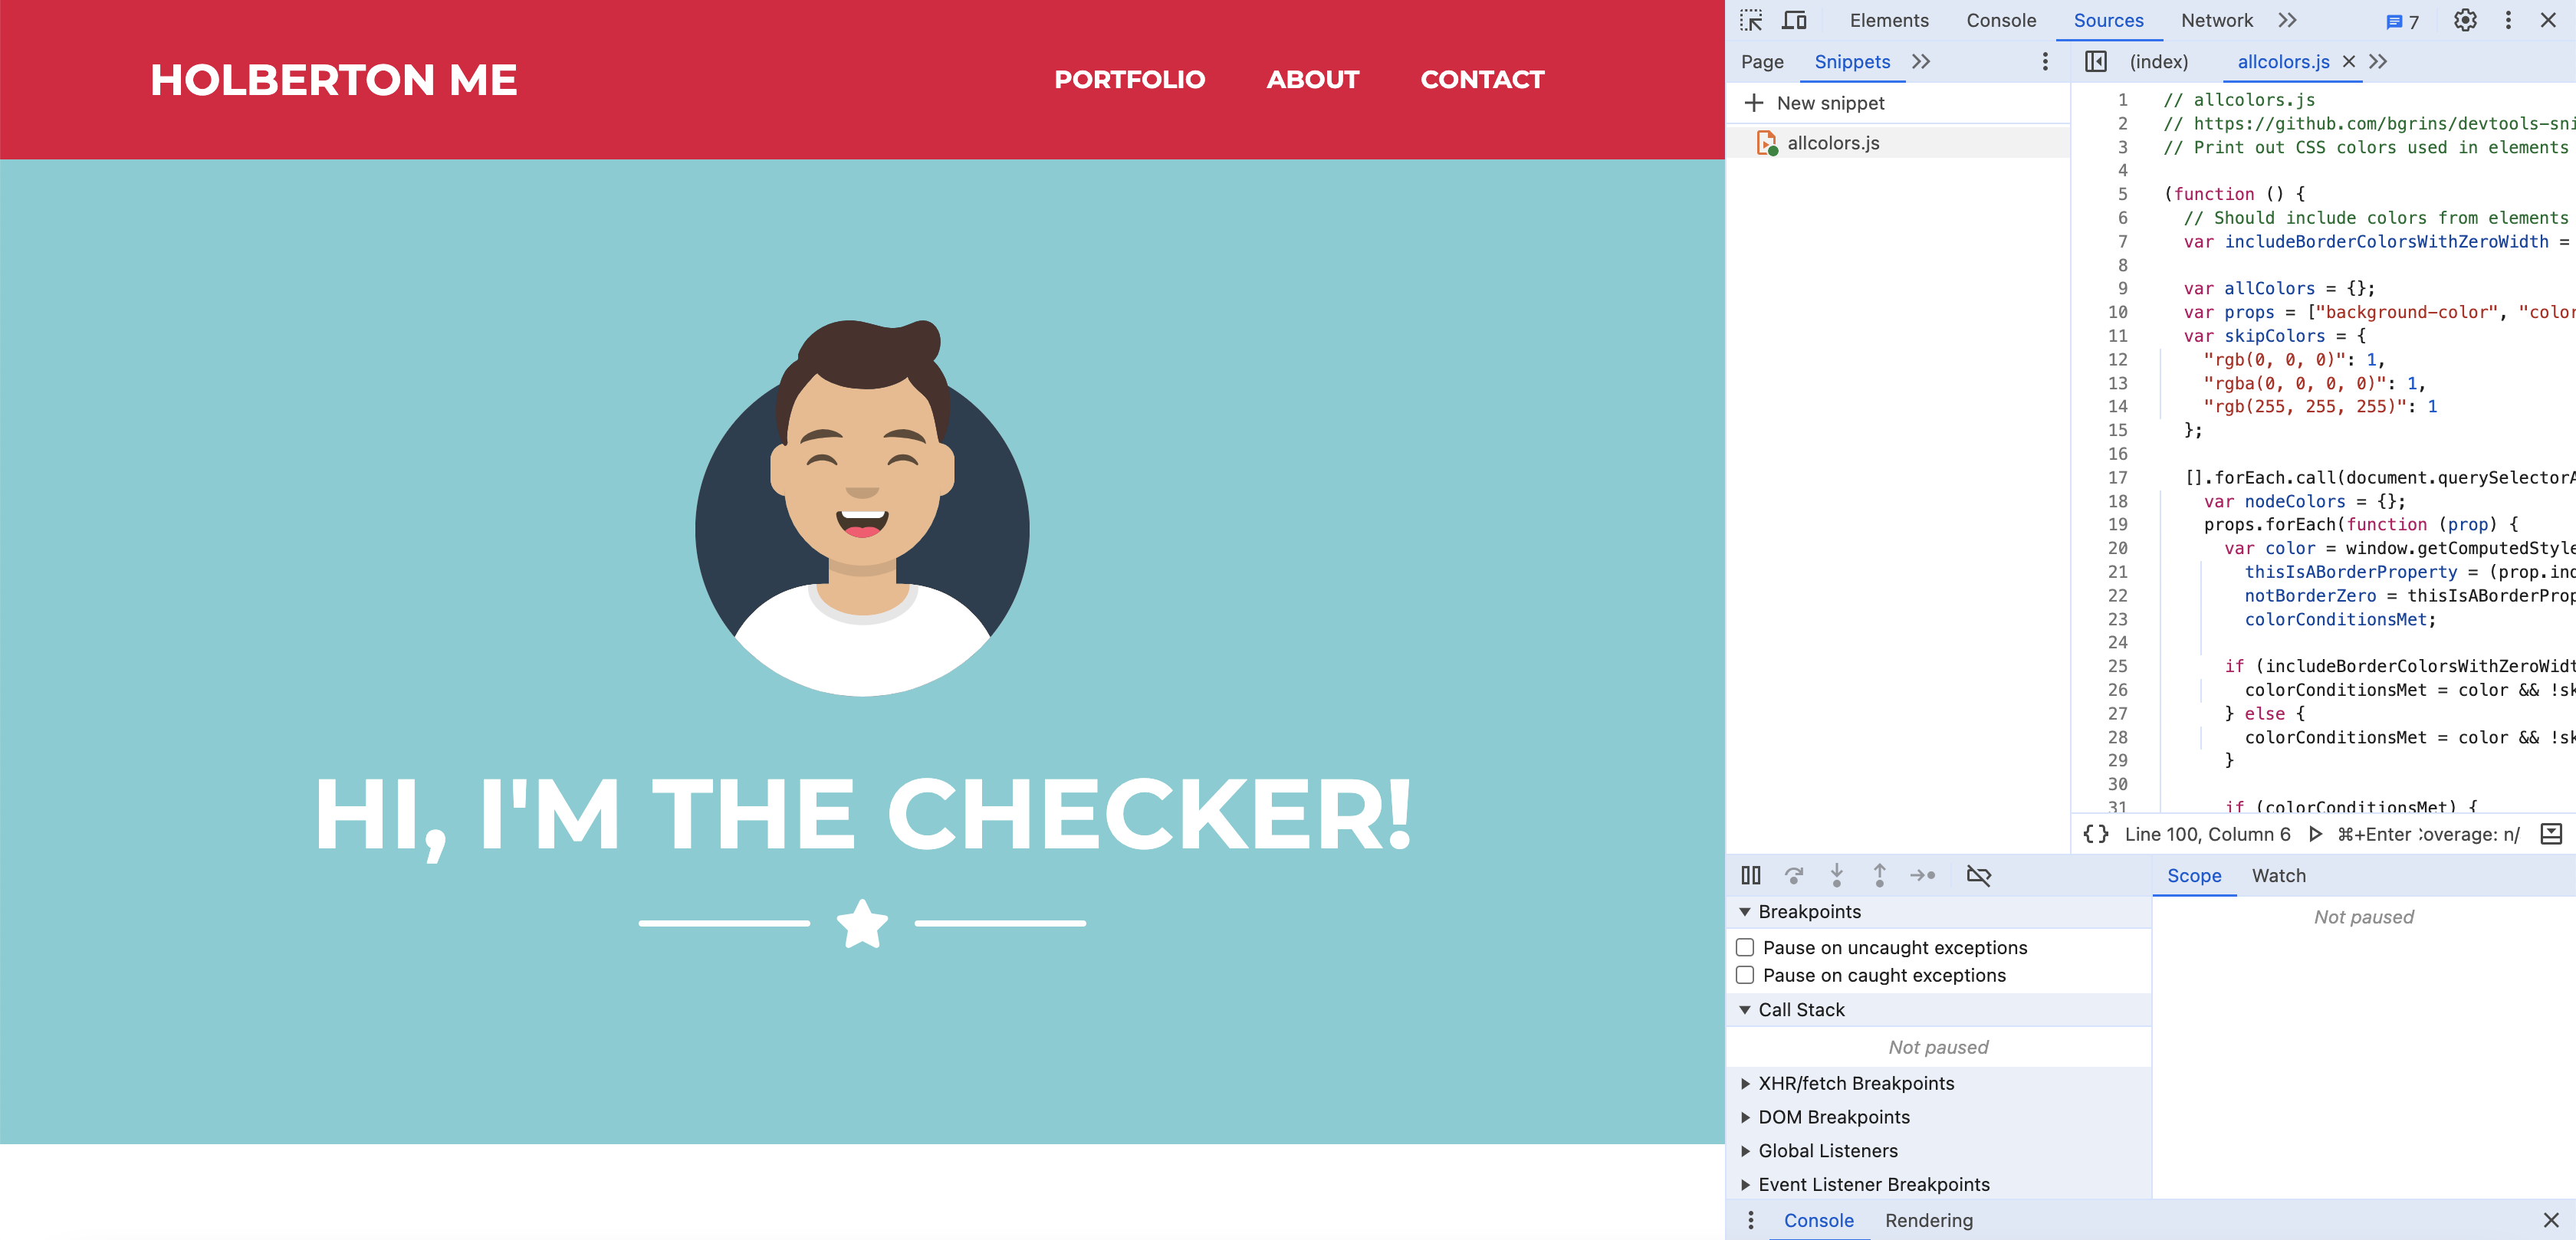 HOLBERTON ME
PORTFOLIO ABOUT CONTACT
HI, I'M THE CHECKER!
Elements Console Sources Network 7
Page Snippets
New snippet
allcolors.js
(index) allcolors.js
1 // allcolors.js
2 // https://github.com/bgrins/devtools-sni
3 // Print out CSS colors used in elements
4
5 (function () {
6 // Should include colors from elements
7 var includeBorderColorsWithZeroWidth =
8
9 var allColors = {};
10 var props = ["background-color", "color
11 var skipColors = {
12 "rgb(0, 0, 0)": 1,
13 "rgba(0, 0, 0, 0)": 1,
14 "rgb(255, 255, 255)": 1
15 };
16
17 [].forEach.call(document.querySelectorA
18 var nodeColors = {};
19 props.forEach(function (prop) {
20 var color = window.getComputedStyle
21 thisIsABorderProperty = (prop.ind
22 notBorderZero = thisIsABorderProp
23 colorConditionsMet;
24
25 if (includeBorderColorsWithZeroWidt
26 colorConditionsMet = color && !sk
27 } else {
28 colorConditionsMet = color && !sk
29 }
30
31 if (colorConditionsMet) {
{} Line 100, Column 6 ⌘+Enter overage: n/
Breakpoints
Pause on uncaught exceptions
Pause on caught exceptions
Call Stack
Not paused
XHR/fetch Breakpoints
DOM Breakpoints
Global Listeners
Event Listener Breakpoints
Scope Watch
Not paused
Console Rendering